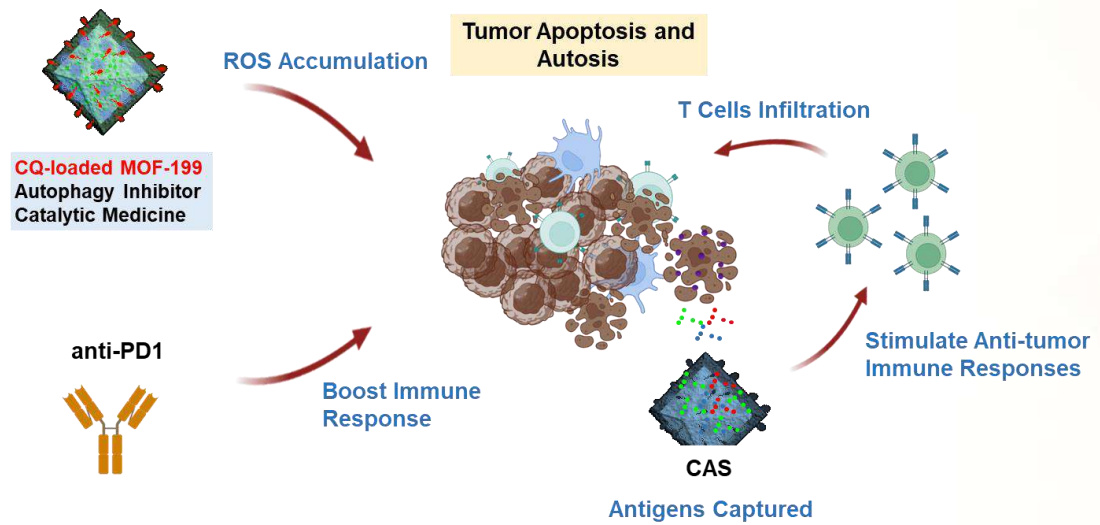 Tumor Apoptosis and
Autosis
ROS Accumulation
T Cells Infiltration
CQ-loaded MOF-199
Autophagy Inhibitor
Catalytic Medicine
anti-PD1
Boost Immune
Response
Stimulate Anti-tumor
Immune Responses
CAS
Antigens Captured